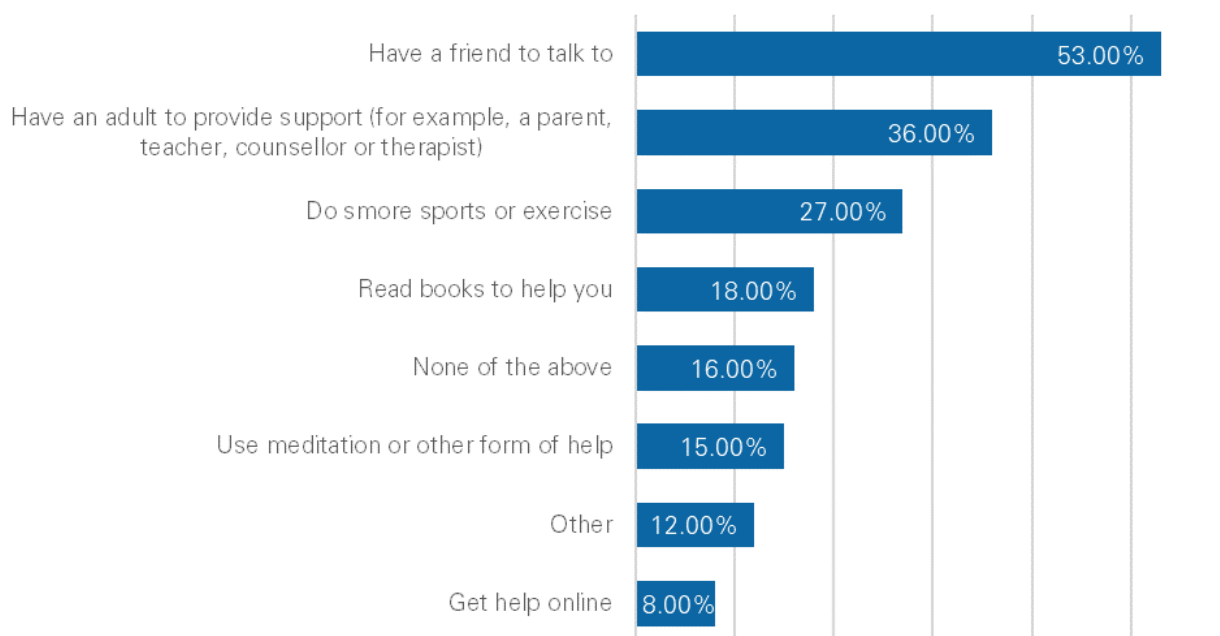 Have a friend to talk to
53.00%
Have an adult to provide support (for example, a parent,
teacher, counsellor or therapist)
36.00%
Do smore sports or exercise
27.00%
Read books to help you
18.00%
None of the above
16.00%
Use meditation or other form of help
15.00%
Other
12.00%
Get help online
8.00%